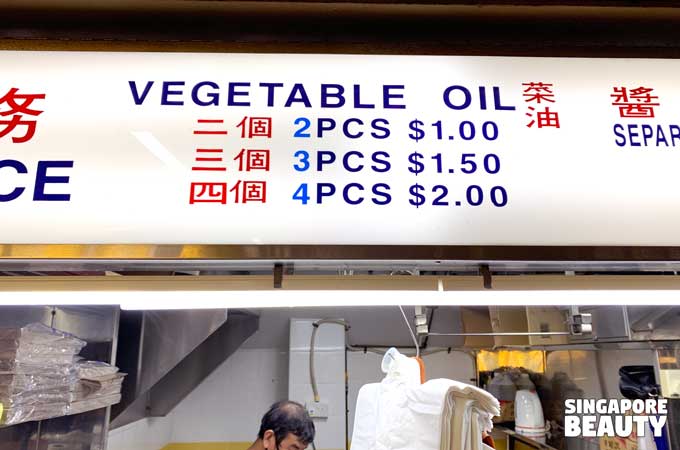 務
CE
VEGETABLE OIL 菜油
二個 2PCS $1.00
三個 3PCS $1.50
四個 4PCS $2.00
醬
SEPAR
SINGAPORE
BEAUTY